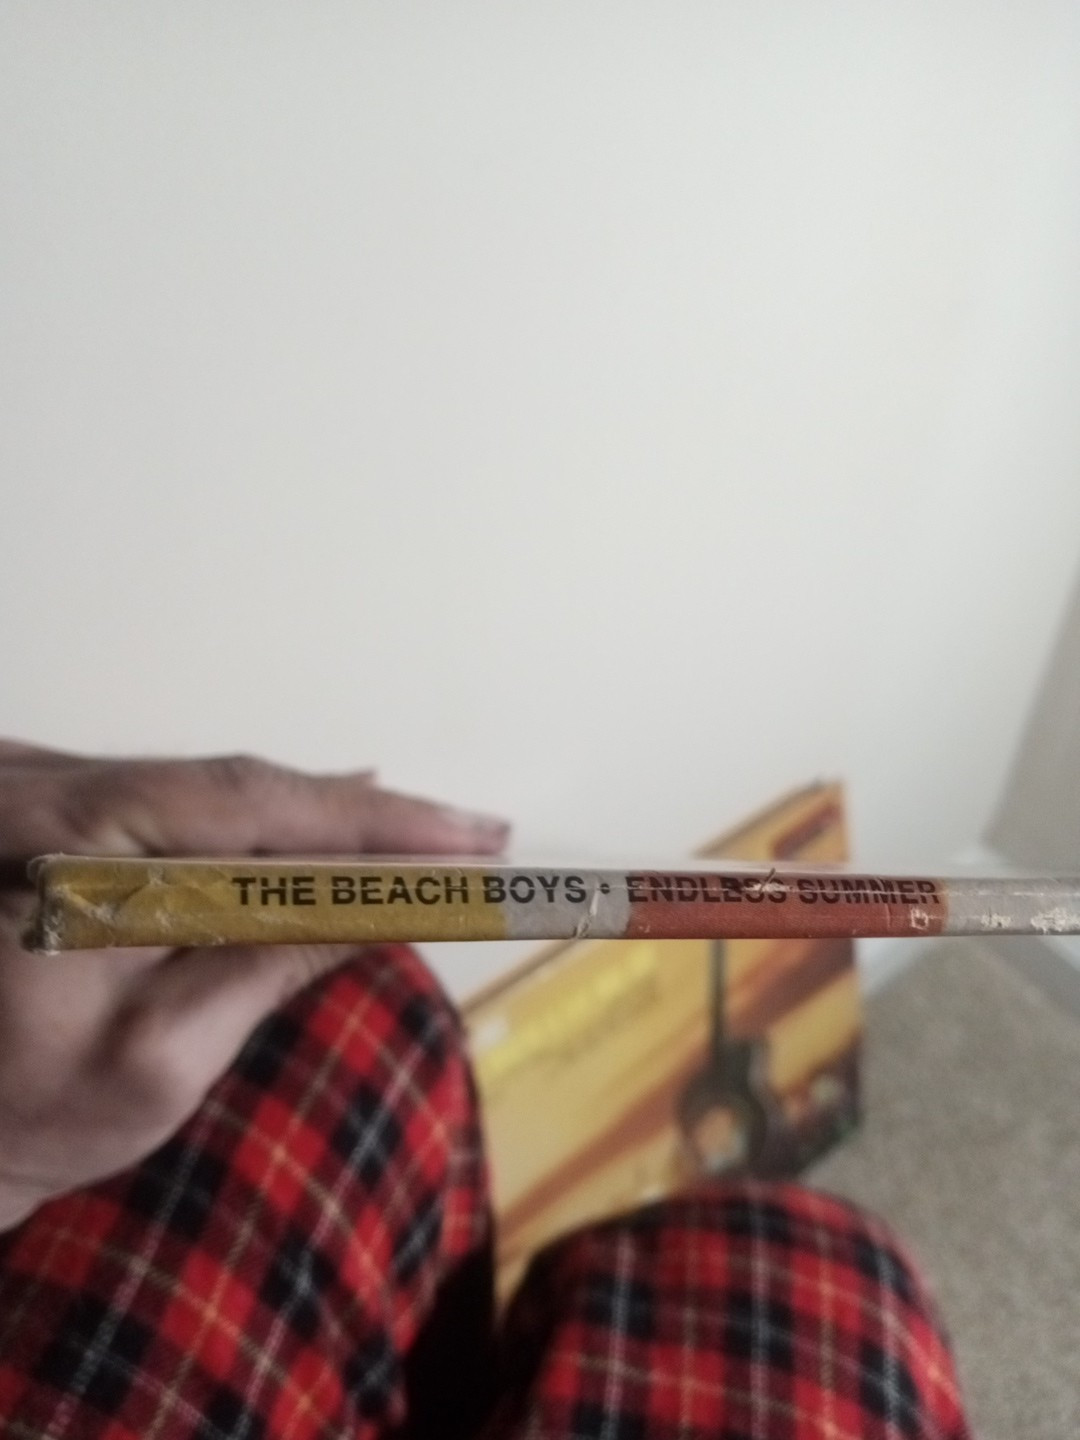 THE BEACH BOYS • ENDLESS SUMMER